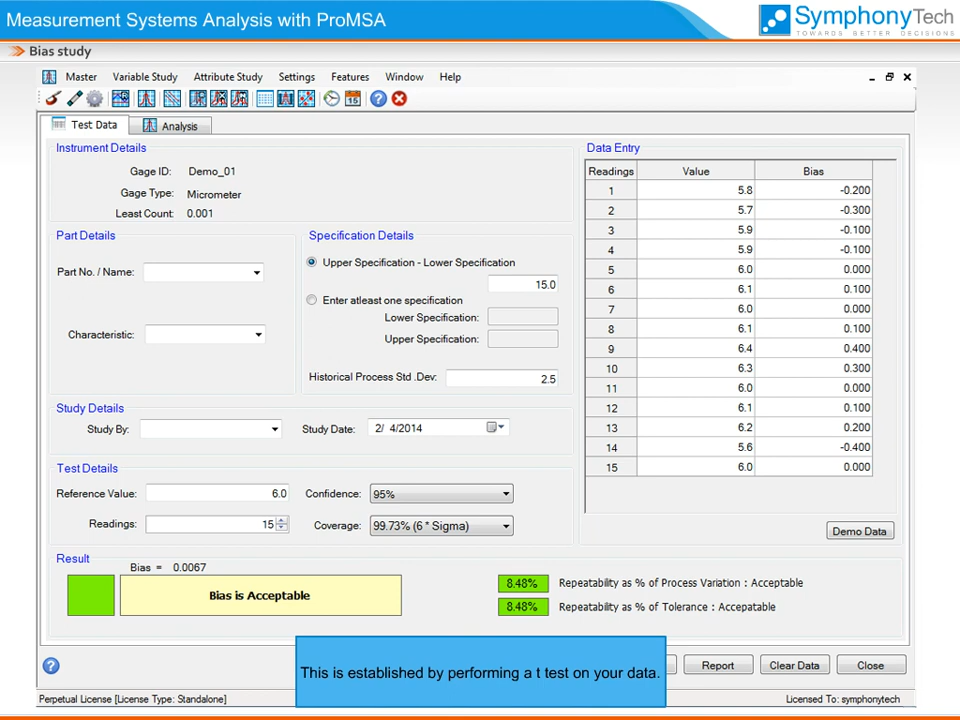 Measurement Systems Analysis with ProMSA
SymphonyTech
TOWARDS BETTER DECISIONS
Bias study
Master Variable Study Attribute Study Settings Features Window Help
15
Test Data Analysis
Instrument Details
Gage ID: Demo_01
Gage Type: Micrometer
Least Count: 0.001
Part Details
Part No. / Name:
Characteristic:
Specification Details
Upper Specification - Lower Specification
15.0
Enter atleast one specification
Lower Specification:
Upper Specification:
Historical Process Std .Dev: 2.5
Study Details
Study By: Study Date: 2/ 4/2014
Test Details
Reference Value: 6.0 Confidence: 95%
Readings: 15 Coverage: 99.73% (6 * Sigma)
Data Entry
Readings Value Bias
1 5.8 -0.200
2 5.7 -0.300
3 5.9 -0.100
4 5.9 -0.100
5 6.0 0.000
6 6.1 0.100
7 6.0 0.000
8 6.1 0.100
9 6.4 0.400
10 6.3 0.300
11 6.0 0.000
12 6.1 0.100
13 6.2 0.200
14 5.6 -0.400
15 6.0 0.000
Demo Data
Result
Bias = 0.0067
Bias is Acceptable
8.48% Repeatability as % of Process Variation : Acceptable
8.48% Repeatability as % of Tolerance : Accepatable
This is established by performing a t test on your data.
Report Clear Data Close
Perpetual License [License Type: Standalone] Licensed To: symphonytech